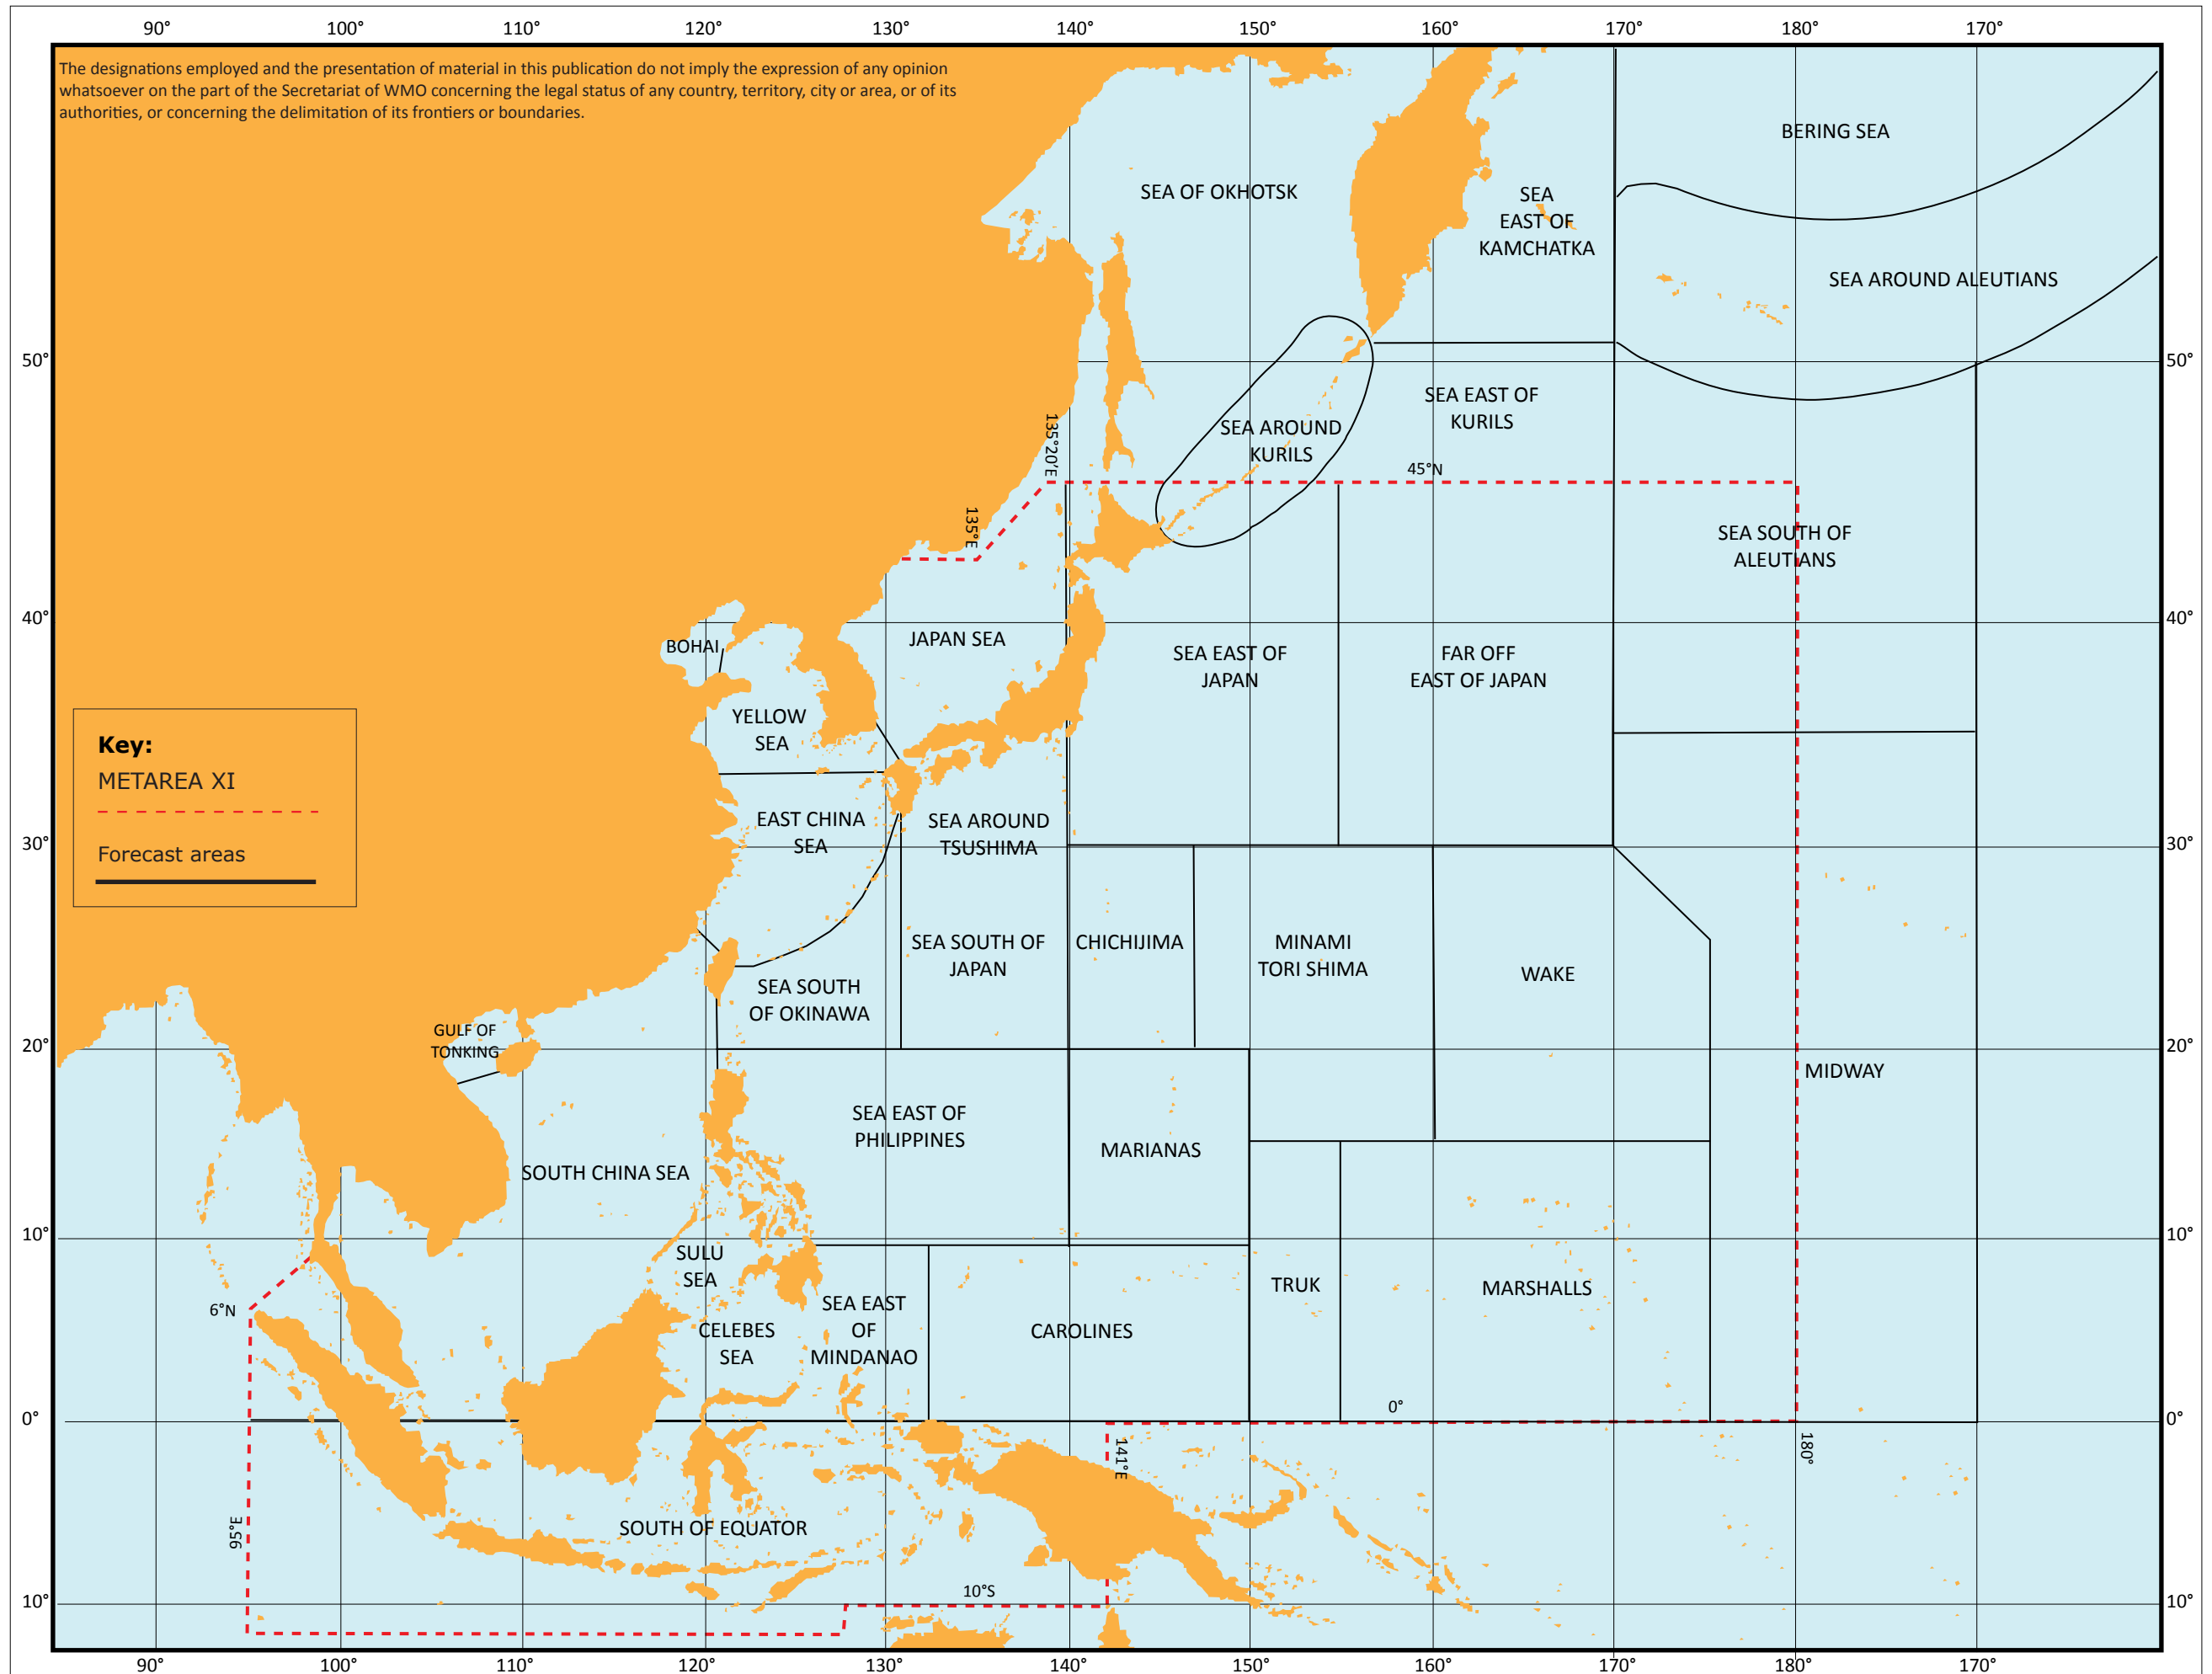 90° 100° 110° 120° 130° 140° 150° 160° 170° 180° 170°
The designations employed and the presentation of material in this publication do not imply the expression of any opinion
whatsoever on the part of the Secretariat of WMO concerning the legal status of any country, territory, city or area, or of its
authorities, or concerning the delimitation of its frontiers or boundaries.
BERING SEA
SEA OF OKHOTSK
SEA
EAST OF
KAMCHATKA
SEA AROUND ALEUTIANS
50° 50°
SEA EAST OF
KURILS
SEA AROUND
KURILS
135°20'E
45°N
135°E
SEA SOUTH OF
ALEUTIANS
40° 40°
BOHAI
JAPAN SEA
SEA EAST OF
JAPAN
FAR OFF
EAST OF JAPAN
YELLOW
SEA
Key:
METAREA XI
Forecast areas
EAST CHINA
SEA
SEA AROUND
TSUSHIMA
30° 30°
SEA SOUTH OF
JAPAN
CHICHIJIMA
MINAMI
TORI SHIMA
WAKE
SEA SOUTH
OF OKINAWA
GULF OF
TONKING
20° 20°
MIDWAY
SEA EAST OF
PHILIPPINES
MARIANAS
SOUTH CHINA SEA
10° 10°
SULU
SEA
TRUK
MARSHALLS
6°N
SEA EAST
OF
MINDANAO
CELEBES
SEA
CAROLINES
0° 0° 0°
141°E
180°
95°E
SOUTH OF EQUATOR
10°S
10° 10°
90° 100° 110° 120° 130° 140° 150° 160° 170° 180° 170°